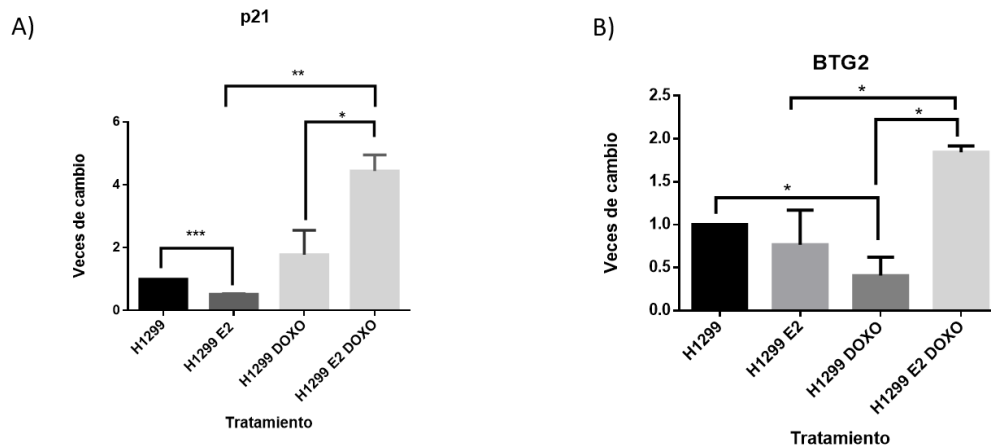 A)
p21
Veces de cambio
6
4
2
0
***
**
*
H1299
H1299 E2
H1299 DOXO
H1299 E2 DOXO
Tratamiento
B)
BTG2
Veces de cambio
2.5
2.0
1.5
1.0
0.5
0.0
*
*
*
H1299
H1299 E2
H1299 DOXO
H1299 E2 DOXO
Tratamiento